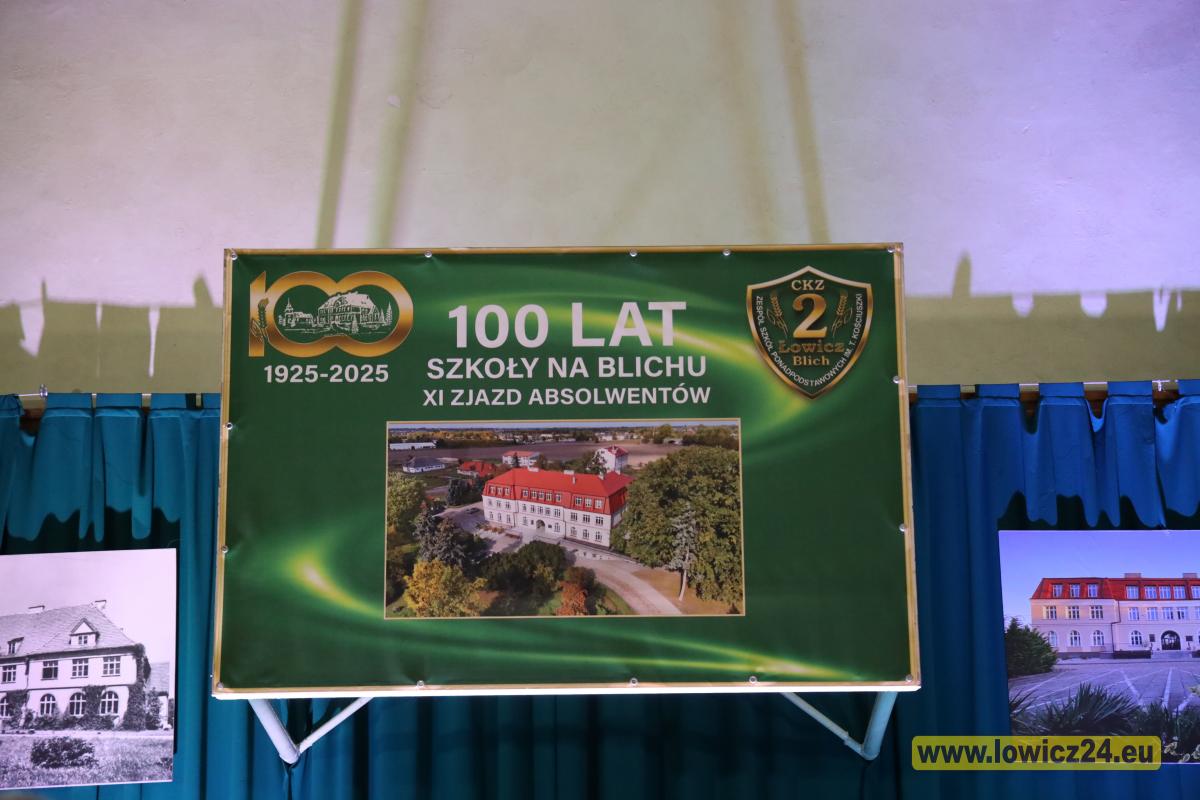 100
1925-2025
100 LAT
SZKOŁY NA BLICHU
XI ZJAZD ABSOLWENTÓW
CKZ
2
Łowicz
Blich
ZESPÓŁ SZKÓŁ PONADPODSTAWOWYCH IM. T. KOŚCIUSZKI
www.lowicz24.eu